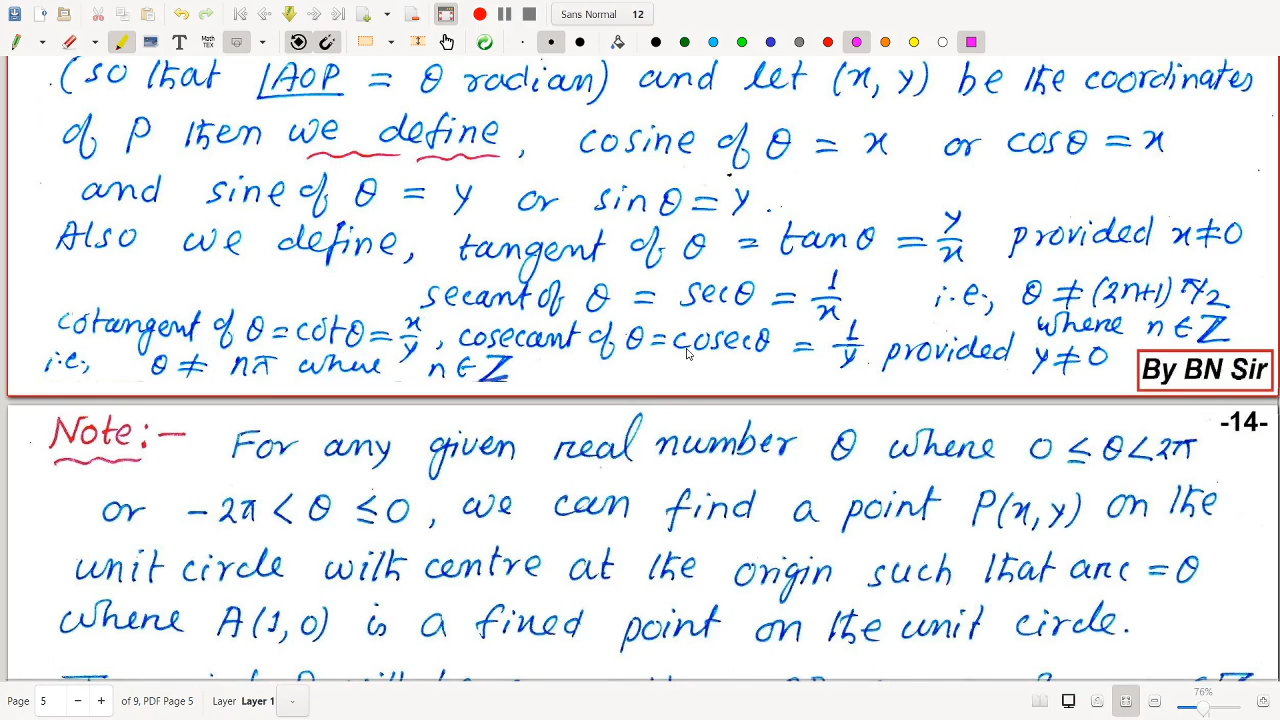 Sans Normal 12
(so that ∠AOP = θ radian) and let (x, y) be the coordinates
of P then we define, cosine of θ = x or cosθ = x
and sine of θ = y or sinθ = y.
Also we define, tangent of θ = tanθ = y/x provided x≠0
secant of θ = secθ = 1/x i.e., θ ≠ (2n+1) π/2
where n∈Z
cotangent of θ = cotθ = x/y, cosecant of θ = cosecθ = 1/y provided y≠0
i.e., θ ≠ nπ where n∈Z
By BN Sir
-14-
Note:- For any given real number θ where 0 ≤ θ < 2π
or -2π < θ ≤ 0, we can find a point P(x, y) on the
unit circle with centre at the origin such that arc = θ
where A(1, 0) is a fixed point on the unit circle.
Page 5 of 9, PDF Page 5 Layer Layer 1 76%